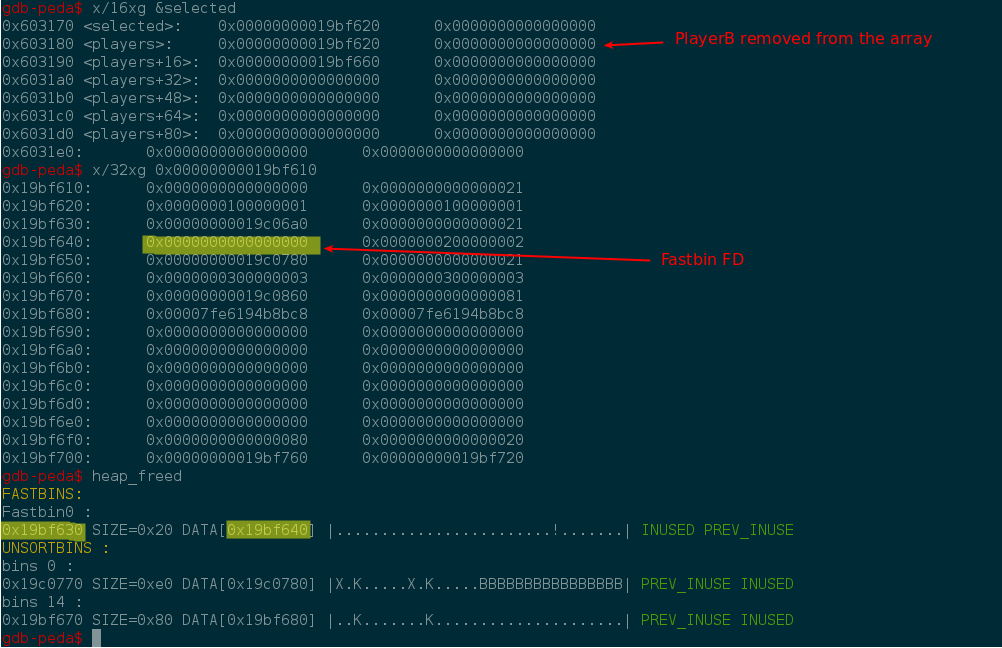 gdb-peda$ x/16xg &selected
0x603170 <selected>:	0x00000000019bf620	0x0000000000000000
0x603180 <players>:	0x00000000019bf620	0x0000000000000000	PlayerB removed from the array
0x603190 <players+16>:	0x00000000019bf660	0x0000000000000000
0x6031a0 <players+32>:	0x0000000000000000	0x0000000000000000
0x6031b0 <players+48>:	0x0000000000000000	0x0000000000000000
0x6031c0 <players+64>:	0x0000000000000000	0x0000000000000000
0x6031d0 <players+80>:	0x0000000000000000	0x0000000000000000
0x6031e0:	0x0000000000000000	0x0000000000000000
gdb-peda$ x/32xg 0x00000000019bf610
0x19bf610:	0x0000000000000000	0x0000000000000021
0x19bf620:	0x0000000100000001	0x0000000100000001
0x19bf630:	0x00000000019c06a0	0x0000000000000021
0x19bf640:	0x0000000000000000	0x0000000200000002
0x19bf650:	0x00000000019c0780	0x0000000000000021	Fastbin FD
0x19bf660:	0x0000000300000003	0x0000000300000003
0x19bf670:	0x00000000019c0860	0x0000000000000081
0x19bf680:	0x00007fe6194b8bc8	0x00007fe6194b8bc8
0x19bf690:	0x0000000000000000	0x0000000000000000
0x19bf6a0:	0x0000000000000000	0x0000000000000000
0x19bf6b0:	0x0000000000000000	0x0000000000000000
0x19bf6c0:	0x0000000000000000	0x0000000000000000
0x19bf6d0:	0x0000000000000000	0x0000000000000000
0x19bf6e0:	0x0000000000000000	0x0000000000000000
0x19bf6f0:	0x0000000000000080	0x0000000000000020
0x19bf700:	0x00000000019bf760	0x00000000019bf720
gdb-peda$ heap_freed
FASTBINS:
Fastbin0 :
0x19bf630 SIZE=0x20 DATA[0x19bf640] |........................!.......| INUSED PREV_INUSE
UNSORTBINS :
bins 0 :
0x19c0770 SIZE=0xe0 DATA[0x19c0780] |X.K.....X.K.....BBBBBBBBBBBBBBBB| PREV_INUSE INUSED
bins 14 :
0x19bf670 SIZE=0x80 DATA[0x19bf680] |..K.......K.....................| PREV_INUSE INUSED
gdb-peda$